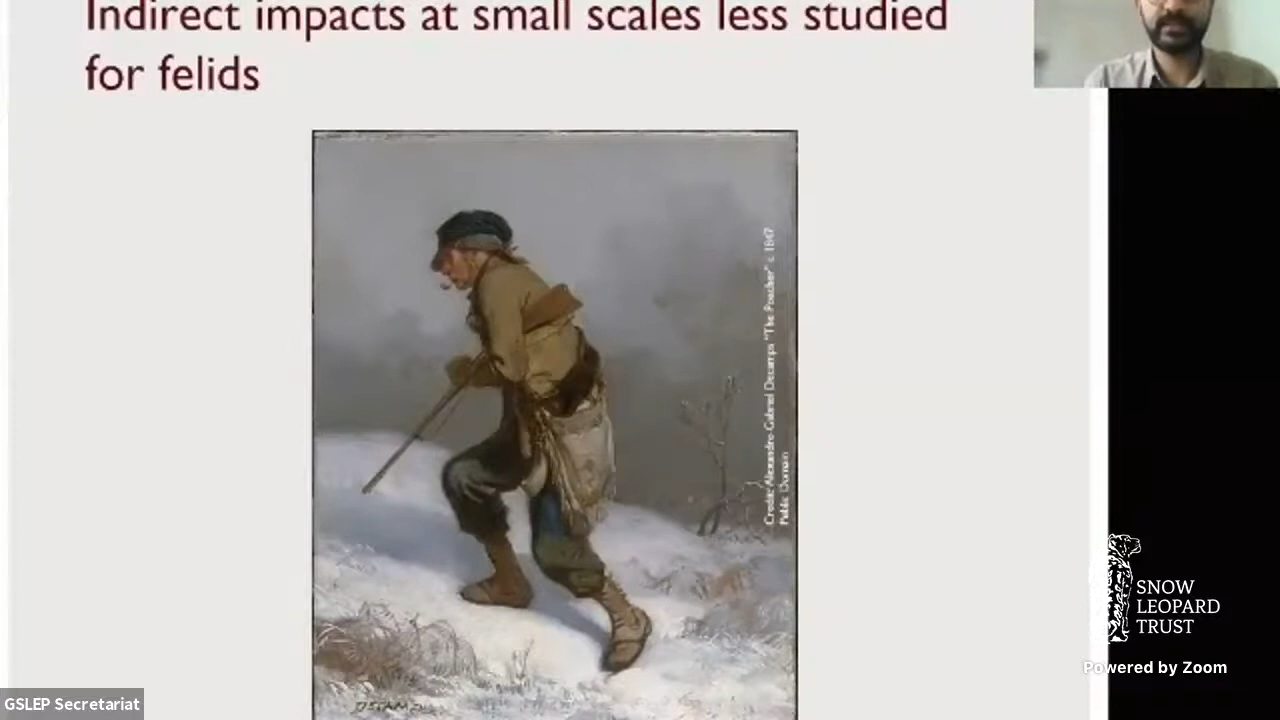 Indirect impacts at small scales less studied
for felids
Credit: Alexandre-Gabriel Decamps "The Poacher" c 1847
Public Domain
DECAMPS
SNOW
LEOPARD
TRUST
Powered by Zoom
GSLEP Secretariat